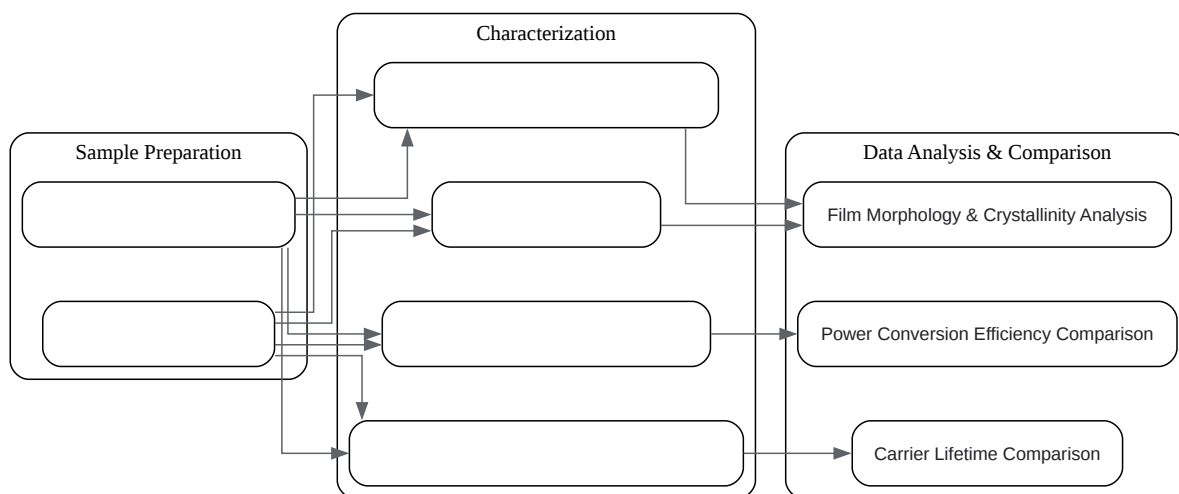 Characterization
Sample Preparation
Data Analysis & Comparison
Film Morphology & Crystallinity Analysis
Power Conversion Efficiency Comparison
Carrier Lifetime Comparison